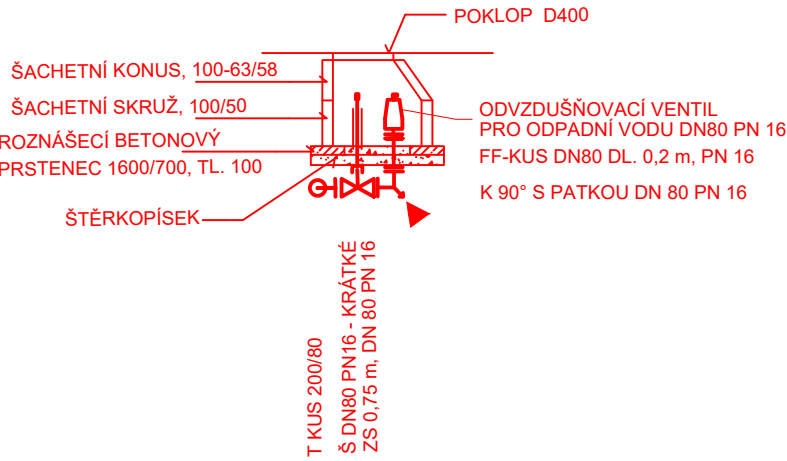 POKLOP D400
ŠACHETNÍ KONUS, 100-63/58
ŠACHETNÍ SKRUŽ, 100/50
ROZNÁŠECÍ BETONOVÝ
PRSTENEC 1600/700, TL. 100
ŠTĚRKOPÍSEK
ODVZDUŠŇOVACÍ VENTIL
PRO ODPADNÍ VODU DN80 PN 16
FF-KUS DN80 DL. 0,2 m, PN 16
K 90° S PATKOU DN 80 PN 16
T KUS 200/80
Š DN80 PN16 - KRÁTKÉ
ZS 0,75 m, DN 80 PN 16